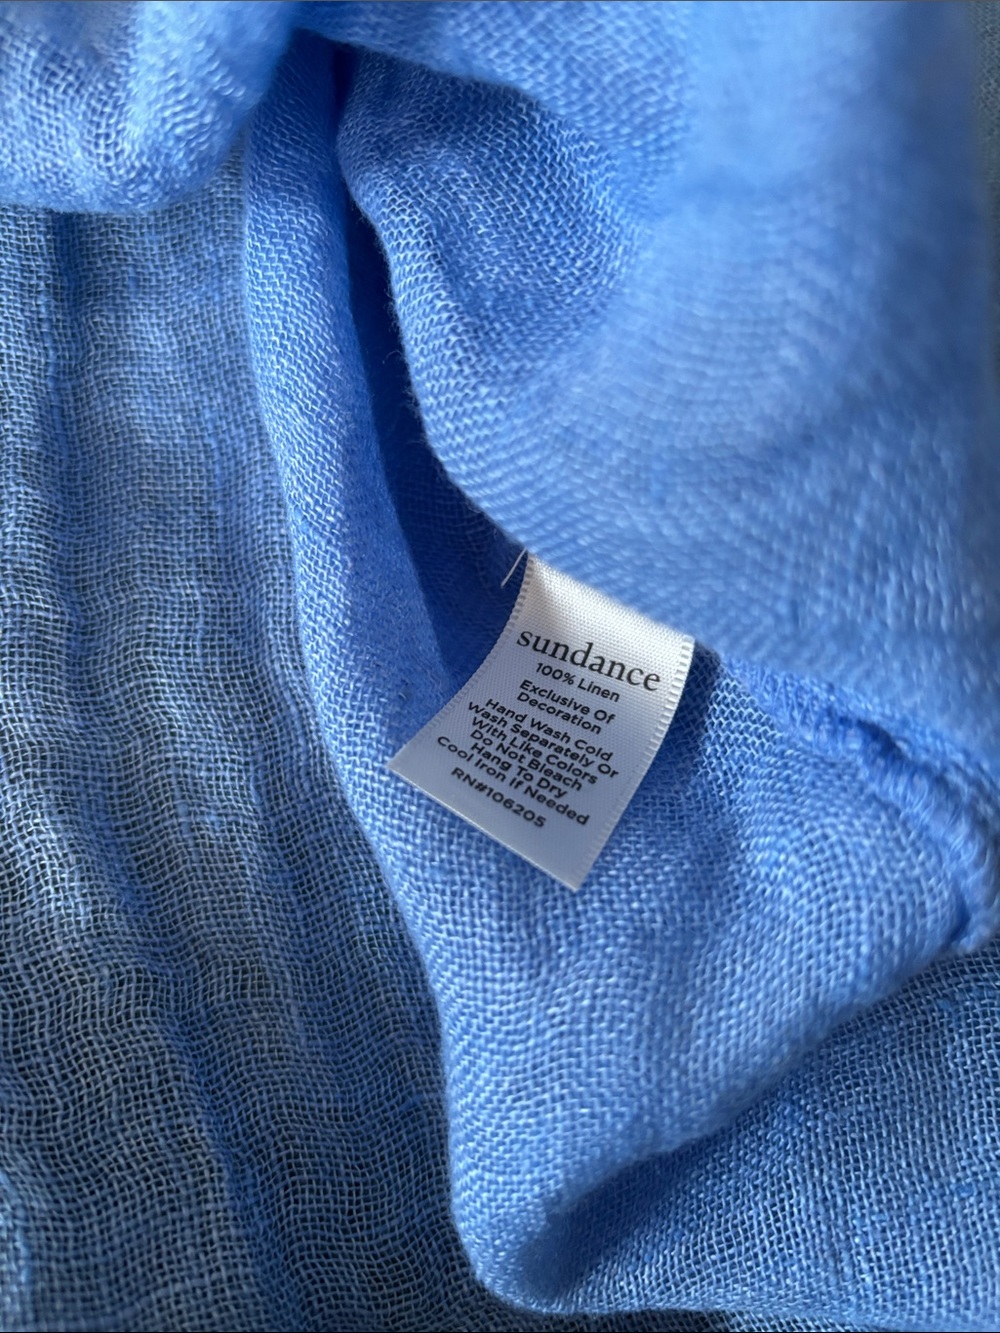 sundance
100% Linen
Exclusive Of
Decoration
Hand Wash Cold
Wash Separately Or
With Like Colors
Do Not Bleach
Hang To Dry
Cool Iron If Needed
RN#106205